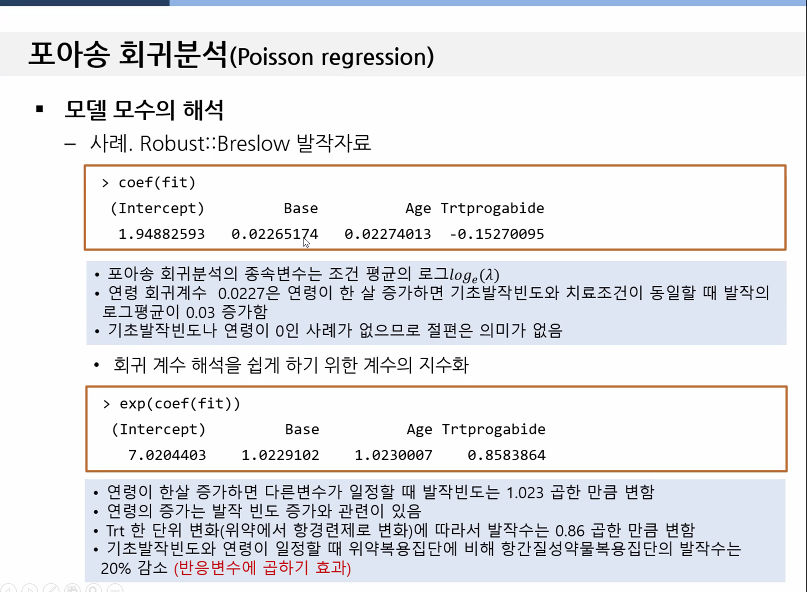 포아송 회귀분석(Poisson regression)
▪ 모델 모수의 해석
– 사례. Robust::Breslow 발작자료
> coef(fit)
(Intercept) Base Age Trtprogabide
1.94882593 0.02265174 0.02274013 -0.15270095
• 포아송 회귀분석의 종속변수는 조건 평균의 로그log_e(λ)
• 연령 회귀계수 0.0227은 연령이 한 살 증가하면 기초발작빈도와 치료조건이 동일할 때 발작의
로그평균이 0.03 증가함
• 기초발작빈도나 연령이 0인 사례가 없으므로 절편은 의미가 없음
• 회귀 계수 해석을 쉽게 하기 위한 계수의 지수화
> exp(coef(fit))
(Intercept) Base Age Trtprogabide
7.0204403 1.0229102 1.0230007 0.8583864
• 연령이 한살 증가하면 다른변수가 일정할 때 발작빈도는 1.023 곱한 만큼 변함
• 연령의 증가는 발작 빈도 증가와 관련이 있음
• Trt 한 단위 변화(위약에서 항경련제로 변화)에 따라서 발작수는 0.86 곱한 만큼 변함
• 기초발작빈도와 연령이 일정할 때 위약복용집단에 비해 항간질성약물복용집단의 발작수는
20% 감소 (반응변수에 곱하기 효과)